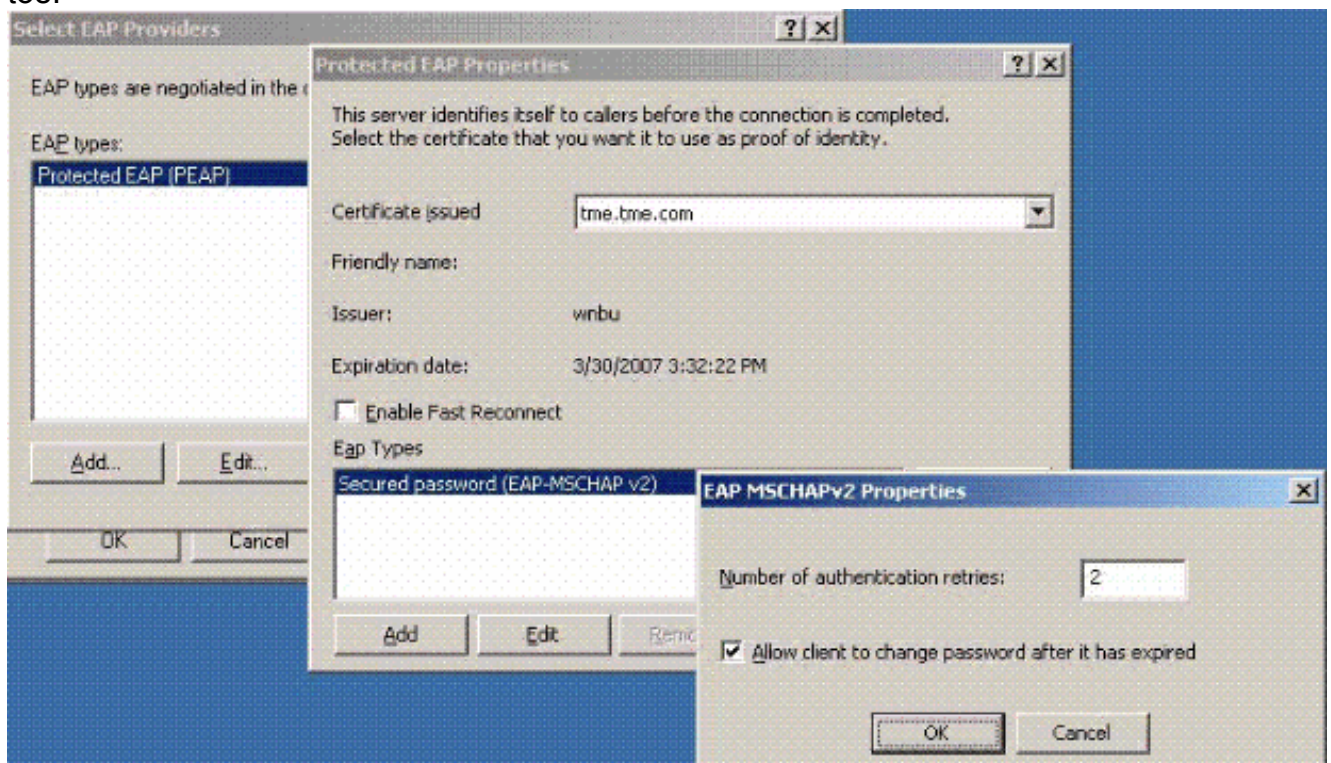 Select EAP Providers
EAP types are negotiated in the
EAP types:
Protected EAP (PEAP)
Add...
Edit...
OK
Cancel
Protected EAP Properties
This server identifies itself to callers before the connection is completed.
Select the certificate that you want it to use as proof of identity.
Certificate issued
tme.tme.com
Friendly name:
Issuer:
wnbu
Expiration date:
3/30/2007 3:32:22 PM
Enable Fast Reconnect
Eap Types
Secured password (EAP-MSCHAP v2)
Add
Edit
EAP MSCHAPv2 Properties
Number of authentication retries:
2
Allow client to change password after it has expired
OK
Cancel